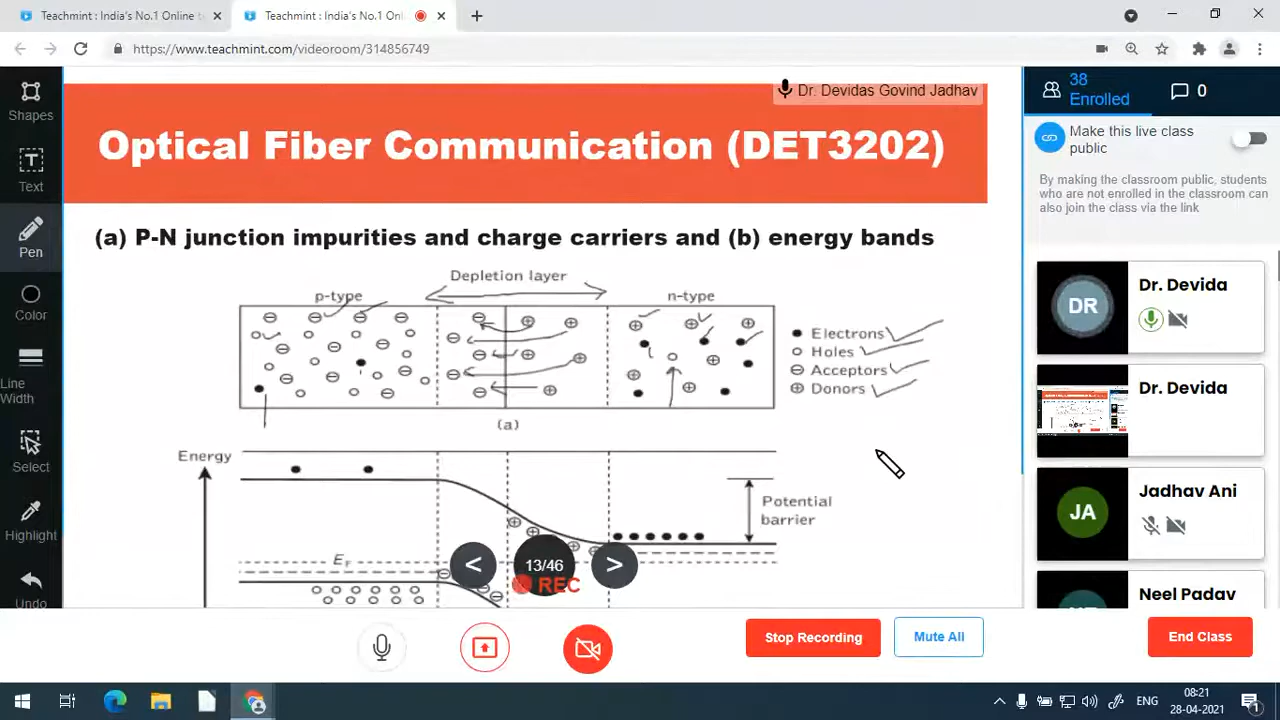 Teachmint : India's No.1 Online t
Teachmint : India's No.1 Onl
https://www.teachmint.com/videoroom/314856749
Shapes
Text
Pen
Color
Line
Width
Select
Highlight
Undo
Dr. Devidas Govind Jadhav
Optical Fiber Communication (DET3202)
(a) P-N junction impurities and charge carriers and (b) energy bands
Depletion layer
p-type
n-type
Electrons
Holes
Acceptors
Donors
(a)
Energy
Potential
barrier
EF
< 13/46 >
REC
38
Enrolled
0
Make this live class
public
By making the classroom public, students
who are not enrolled in the classroom can
also join the class via the link
DR
Dr. Devida
Dr. Devida
JA
Jadhav Ani
Neel Padav
Stop Recording
Mute All
End Class
ENG
08:21
28-04-2021
1